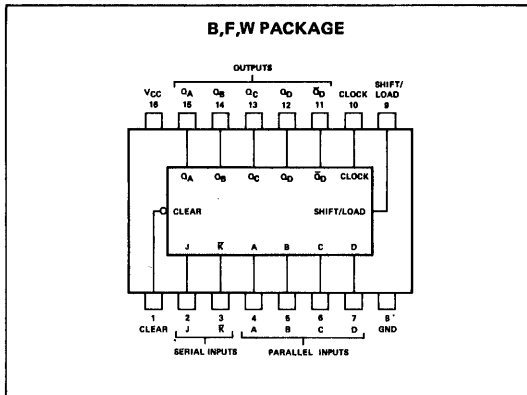 B,F,W PACKAGE
OUTPUTS
VCC QA QB QC QD Q̅D CLOCK SHIFT/
LOAD
16 15 14 13 12 11 10 9
QA QB QC QD Q̅D CLOCK
CLEAR SHIFT/LOAD
J K̅ A B C D
1 2 3 4 5 6 7 8
CLEAR J K̅ A B C D GND
SERIAL INPUTS PARALLEL INPUTS